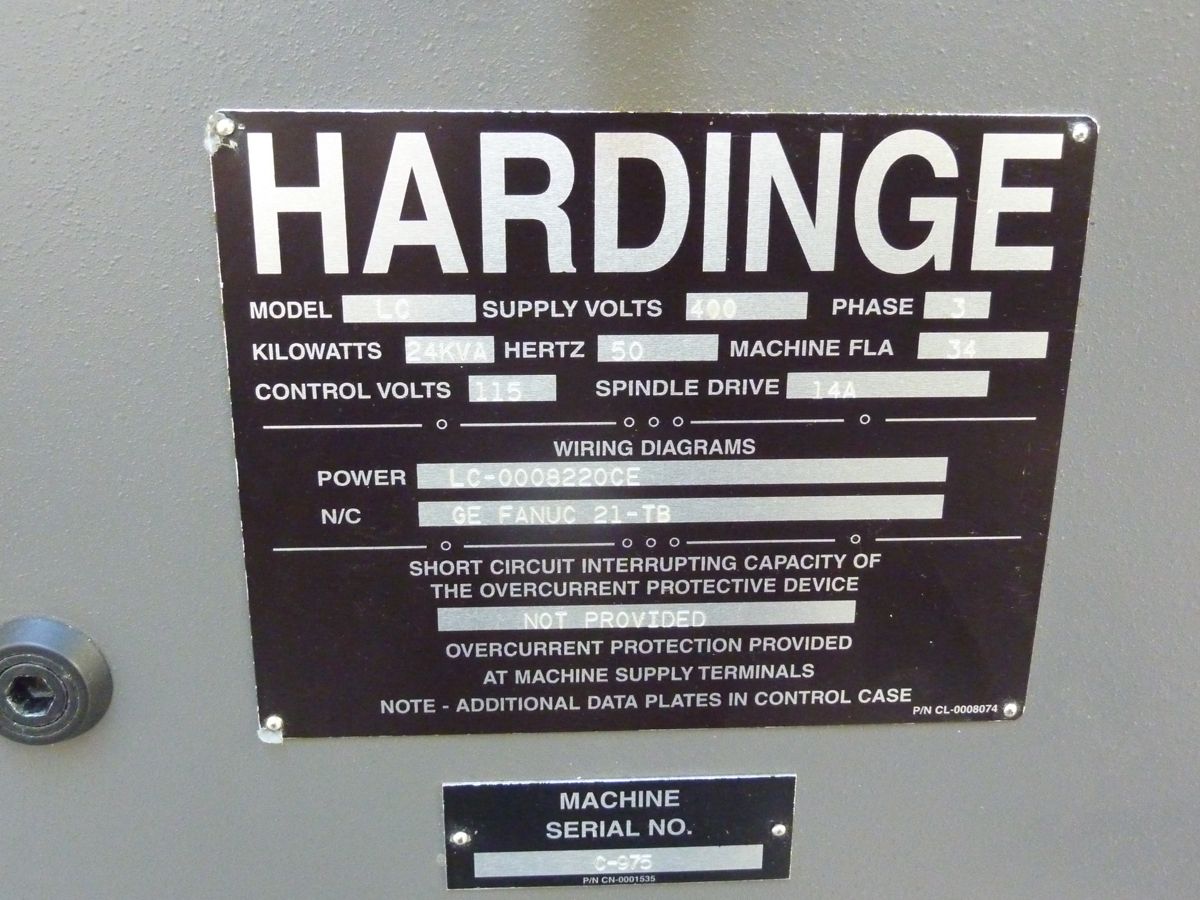 HARDINGE
MODEL LC SUPPLY VOLTS 400 PHASE 3
KILOWATTS 24KVA HERTZ 50 MACHINE FLA 34
CONTROL VOLTS 115 SPINDLE DRIVE 14A
WIRING DIAGRAMS
POWER LC-0008220CE
N/C GE FANUC 21-TB
SHORT CIRCUIT INTERRUPTING CAPACITY OF
THE OVERCURRENT PROTECTIVE DEVICE
NOT PROVIDED
OVERCURRENT PROTECTION PROVIDED
AT MACHINE SUPPLY TERMINALS
NOTE - ADDITIONAL DATA PLATES IN CONTROL CASE
P/N CL-0008074
MACHINE
SERIAL NO.
C-975
P/N CN-0001535